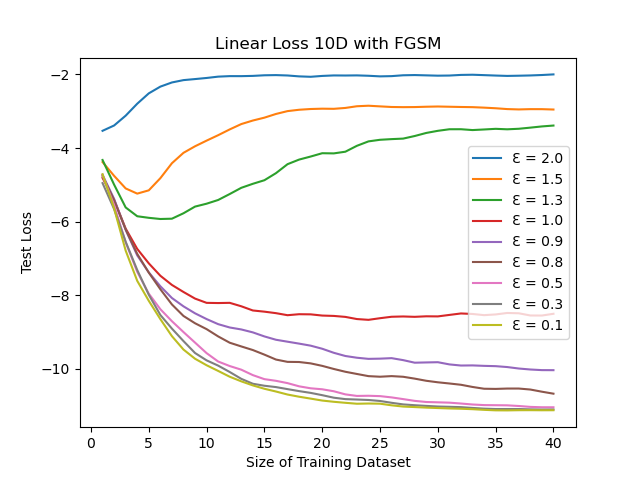 Linear Loss 10D with FGSM
Test Loss
−2
−4
−6
−8
−10
ℇ = 2.0
ℇ = 1.5
ℇ = 1.3
ℇ = 1.0
ℇ = 0.9
ℇ = 0.8
ℇ = 0.5
ℇ = 0.3
ℇ = 0.1
0 5 10 15 20 25 30 35 40
Size of Training Dataset